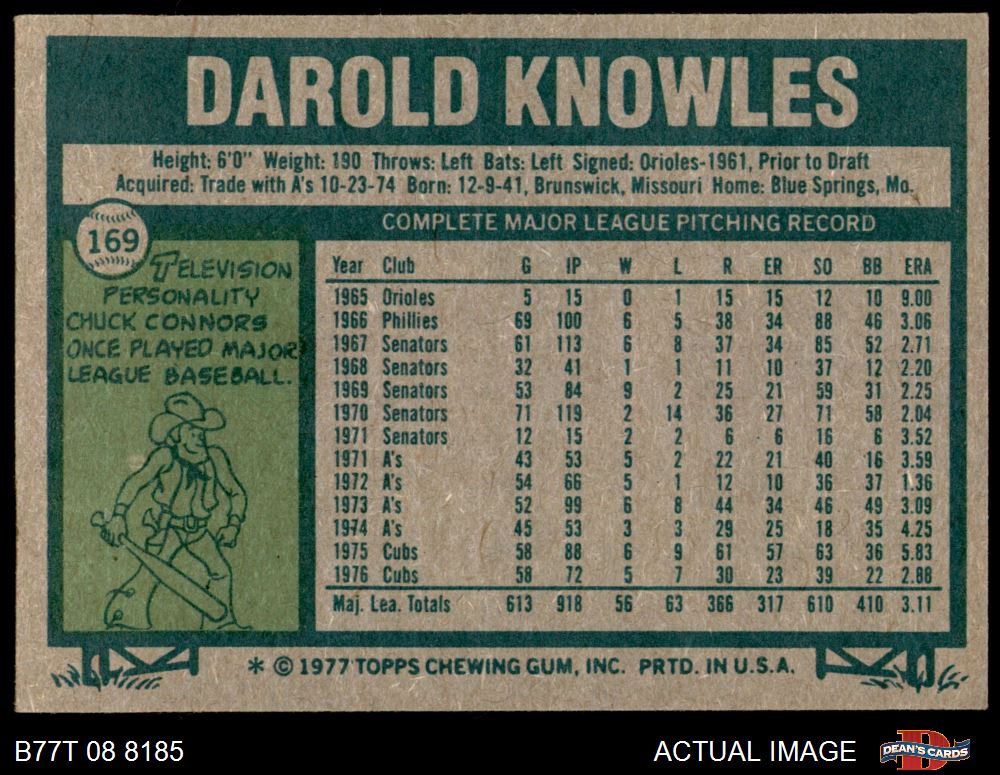 DAROLD KNOWLES
Height: 6'0" Weight: 190 Throws: Left Bats: Left Signed: Orioles-1961, Prior to Draft
Acquired: Trade with A's 10-23-74 Born: 12-9-41, Brunswick, Missouri Home: Blue Springs, Mo.
169
TELEVISION
PERSONALITY
CHUCK CONNORS
ONCE PLAYED MAJOR
LEAGUE BASEBALL.
COMPLETE MAJOR LEAGUE PITCHING RECORD
Year Club G IP W L R ER SO BB ERA
1965 Orioles 5 15 0 1 15 15 12 10 9.00
1966 Phillies 69 100 6 5 38 34 88 46 3.06
1967 Senators 61 113 6 8 37 34 85 52 2.71
1968 Senators 32 41 1 1 11 10 37 12 2.20
1969 Senators 53 84 9 2 25 21 59 31 2.25
1970 Senators 71 119 2 14 36 27 71 58 2.04
1971 Senators 12 15 2 2 6 6 16 6 3.52
1971 A's 43 53 5 2 22 21 40 16 3.59
1972 A's 54 66 5 1 12 10 36 37 1.36
1973 A's 52 99 6 8 44 34 46 49 3.09
1974 A's 45 53 3 3 29 25 18 35 4.25
1975 Cubs 58 88 6 9 61 57 63 36 5.83
1976 Cubs 58 72 5 7 30 23 39 22 2.88
Maj. Lea. Totals 613 918 56 63 366 317 610 410 3.11
* © 1977 TOPPS CHEWING GUM, INC. PRTD. IN U.S.A.
B77T 08 8185
ACTUAL IMAGE
DEAN'S CARDS